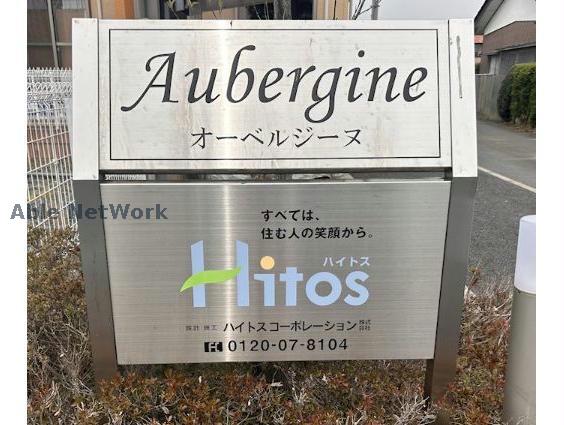 Aubergine
オーベルジーヌ
Able NetWork
すべては、
住む人の笑顔から。
ハイトス
Hitos
設計 施工 ハイトスコーポレーション 株式会社
0120-07-8104